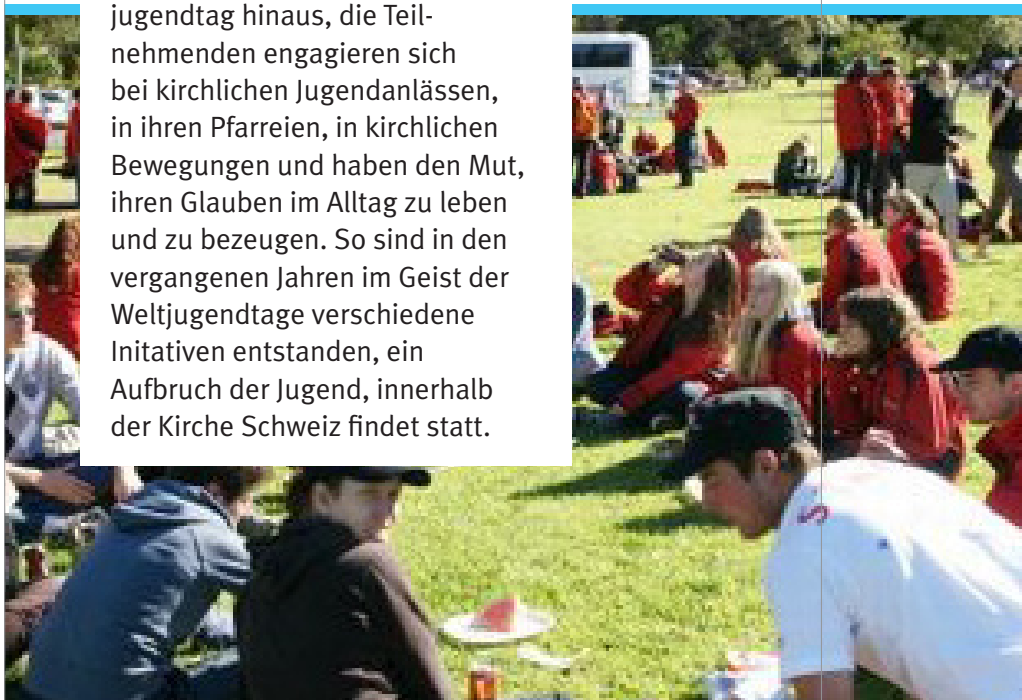 jugendtag hinaus, die Teil-
nehmenden engagieren sich
bei kirchlichen Jugendanlässen,
in ihren Pfarreien, in kirchlichen
Bewegungen und haben den Mut,
ihren Glauben im Alltag zu leben
und zu bezeugen. So sind in den
vergangenen Jahren im Geist der
Weltjugendtage verschiedene
Initativen entstanden, ein
Aufbruch der Jugend, innerhalb
der Kirche Schweiz findet statt.